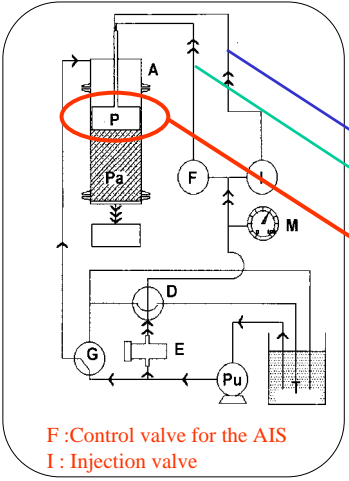 A
P
Pa
F
I
M
D
G
E
Pu
T
F :Control valve for the AIS
I : Injection valve